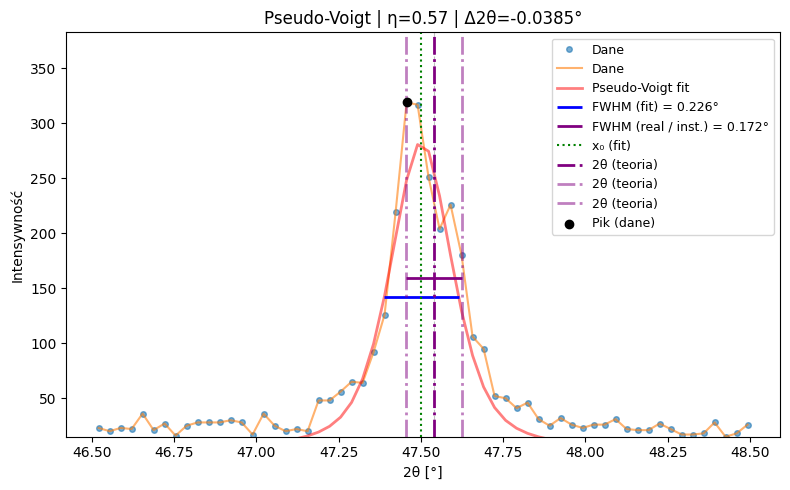 Pseudo-Voigt | η=0.57 | Δ2θ=-0.0385°
Intensywność
350
300
250
200
150
100
50
46.50 46.75 47.00 47.25 47.50 47.75 48.00 48.25 48.50
2θ [°]
Dane
Dane
Pseudo-Voigt fit
FWHM (fit) = 0.226°
FWHM (real / inst.) = 0.172°
x₀ (fit)
2θ (teoria)
2θ (teoria)
2θ (teoria)
Pik (dane)